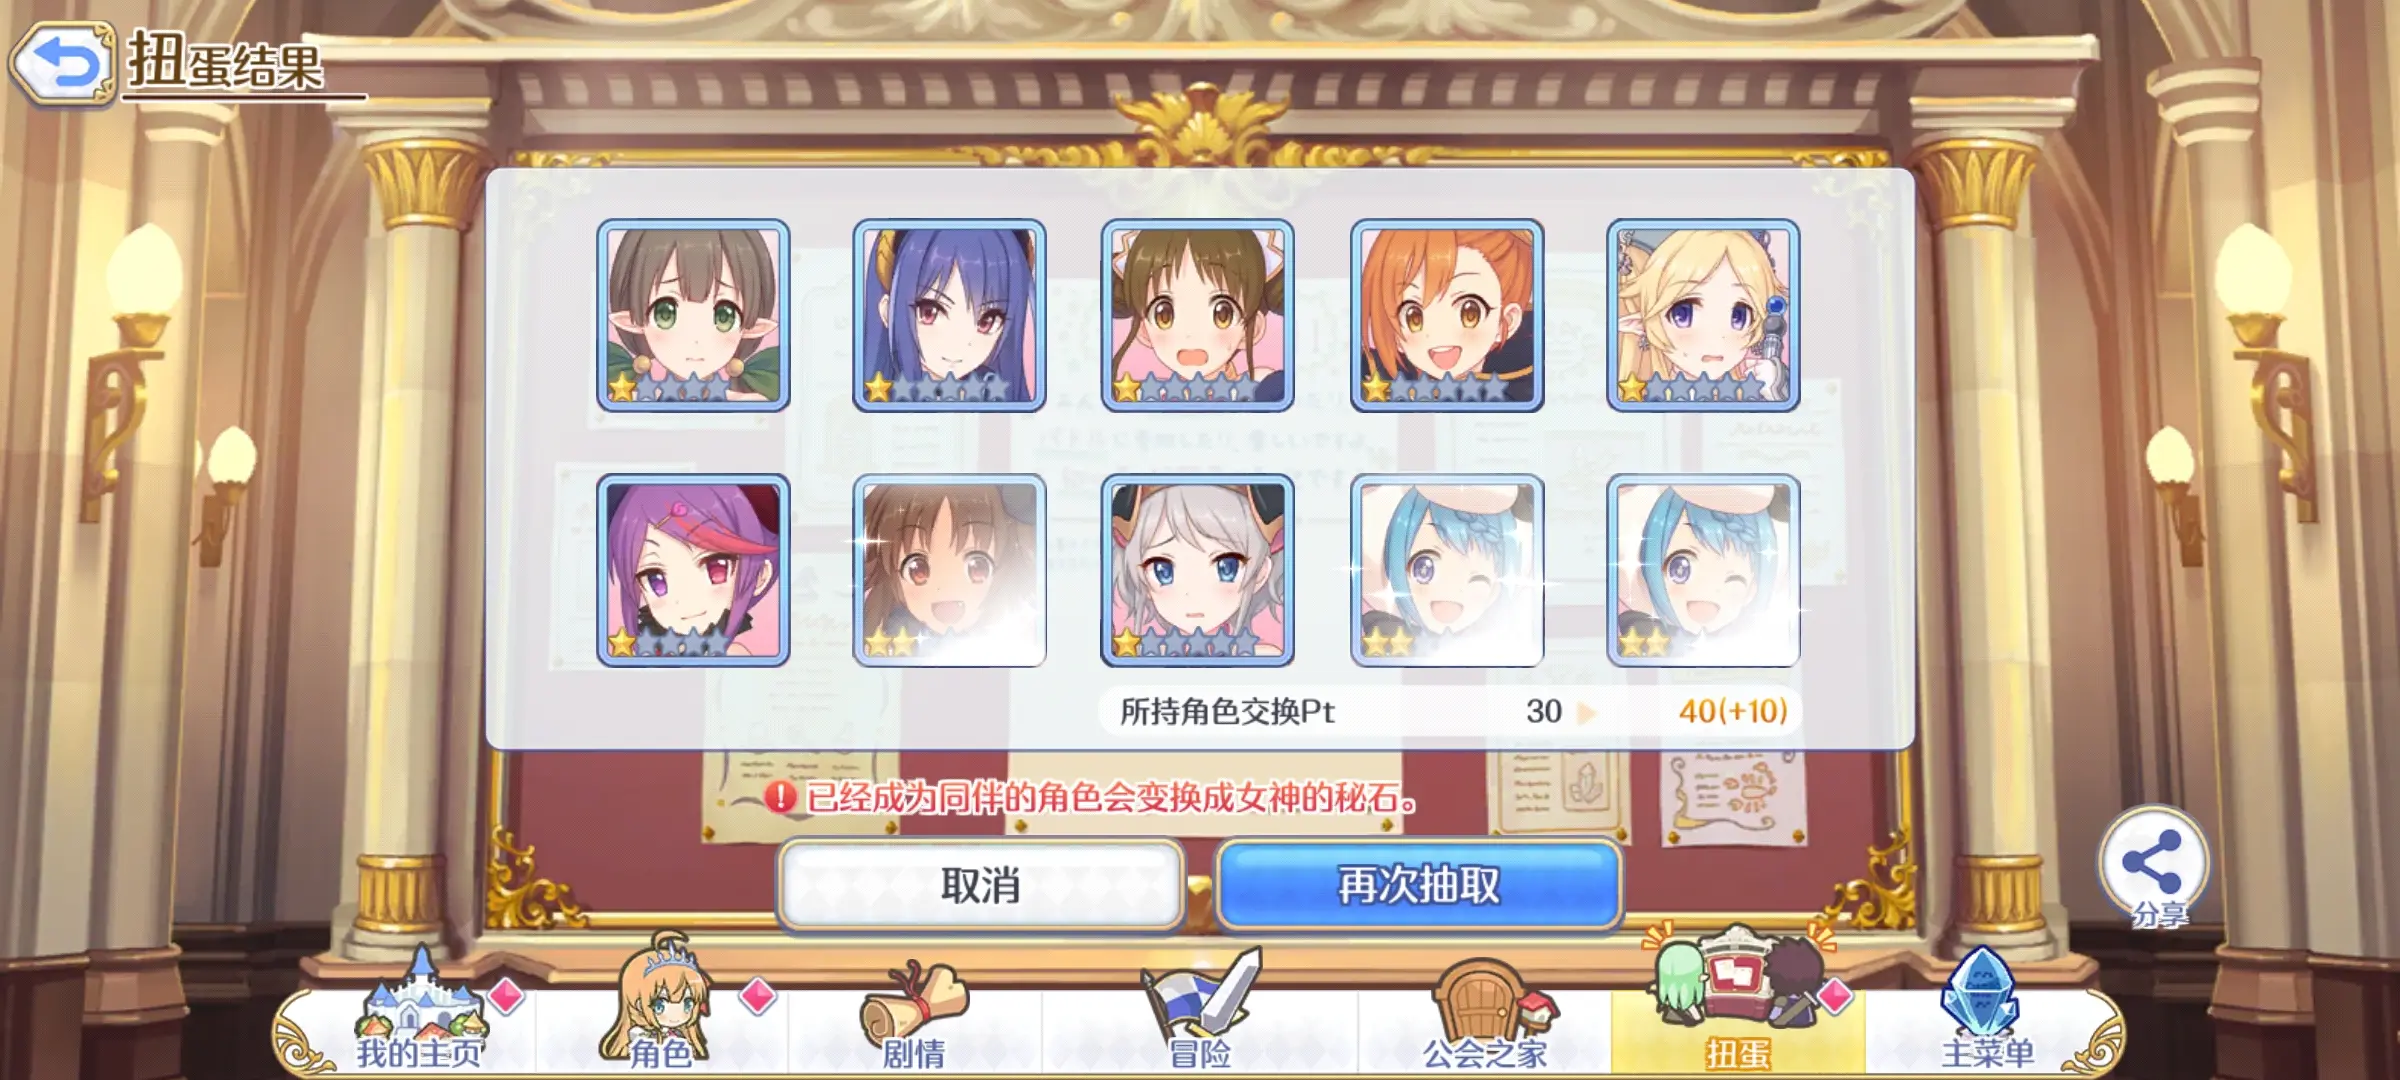 扭蛋结果
所持角色交换Pt 30 40(+10)
已经成为同伴的角色会变换成女神的秘石。
取消
再次抽取
分享
我的主页
角色
剧情
冒险
公会之家
扭蛋
主菜单